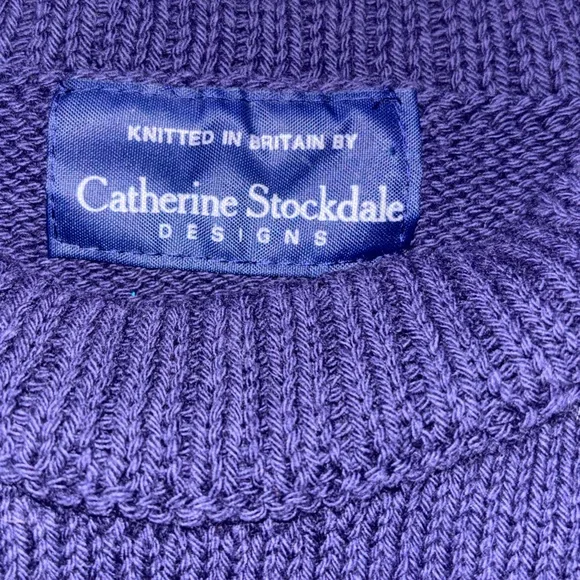 KNITTED IN BRITAIN BY
Catherine Stockdale
DESIGNS